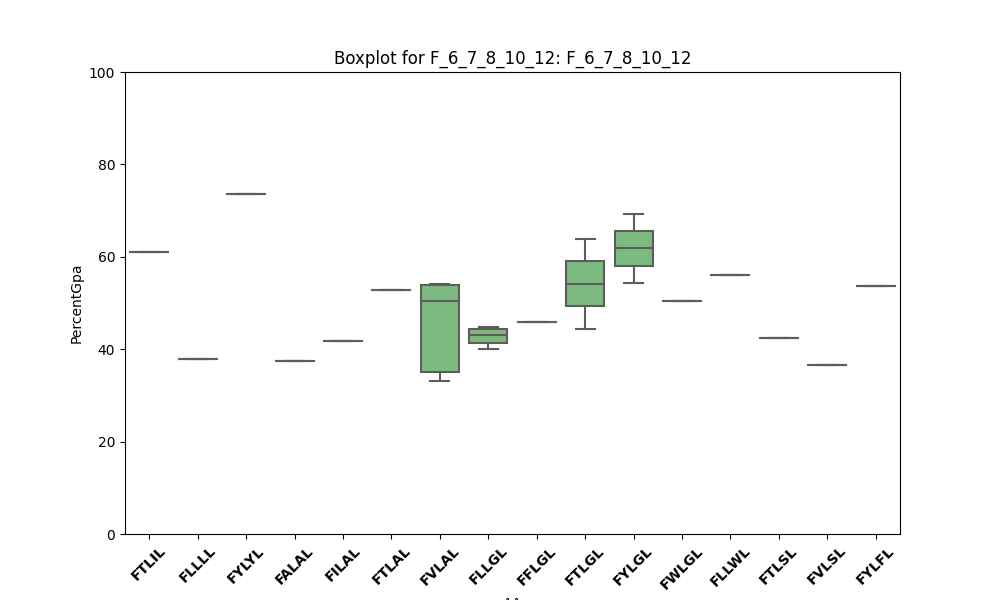 Boxplot for F_6_7_8_10_12: F_6_7_8_10_12
PercentGpa
100
80
60
40
20
0
FTLIL
FLLLL
FYLYL
FALAL
FILAL
FTLAL
FVLAL
FLLGL
FFLGL
FTLGL
FYLGL
FWLGL
FLLWL
FTLSL
FVLSL
FYLFL